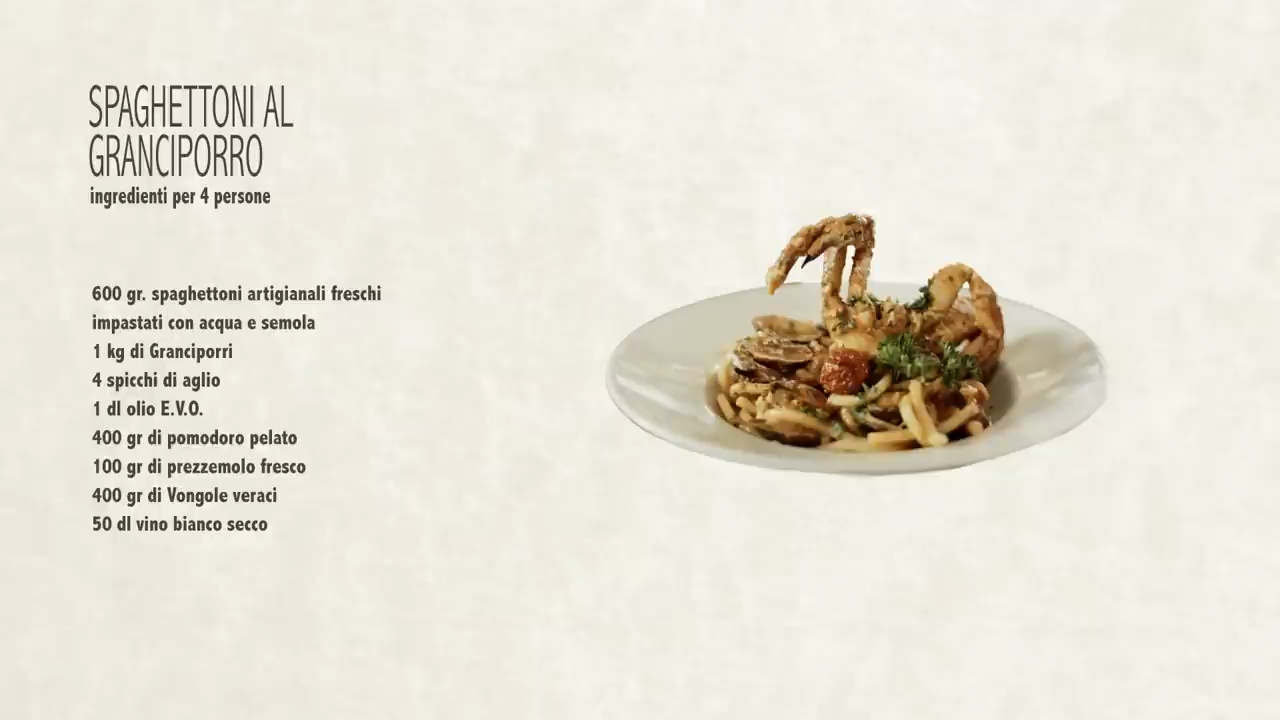 SPAGHETTONI AL
GRANCIPORRO
ingredienti per 4 persone
600 gr. spaghettoni artigianali freschi
impastati con acqua e semola
1 kg di Granciporri
4 spicchi di aglio
1 dl olio E.V.O.
400 gr di pomodoro pelato
100 gr di prezzemolo fresco
400 gr di Vongole veraci
50 dl vino bianco secco